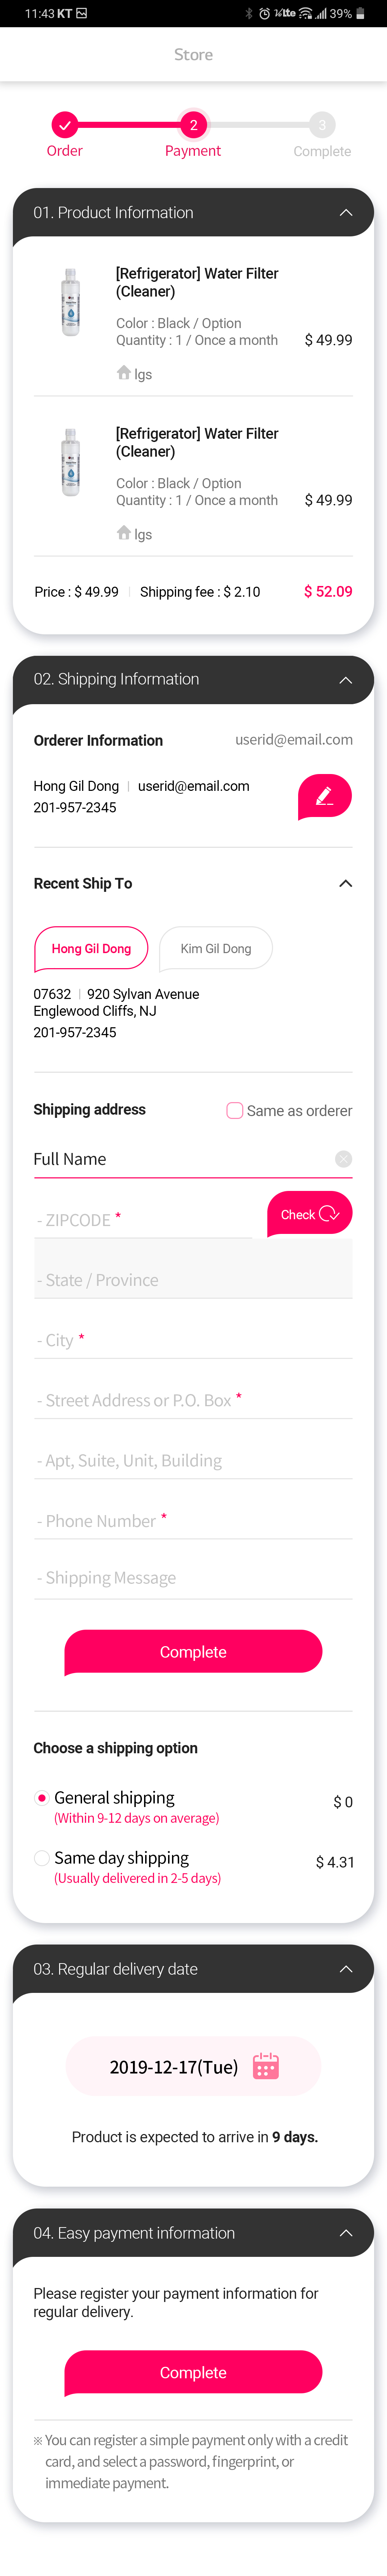 11:43 KT 39%
Store
2 3
Order Payment Complete
01. Product Information
[Refrigerator] Water Filter
(Cleaner)
Color : Black / Option
Quantity : 1 / Once a month $ 49.99
lgs
[Refrigerator] Water Filter
(Cleaner)
Color : Black / Option
Quantity : 1 / Once a month $ 49.99
lgs
Price : $ 49.99 | Shipping fee : $ 2.10 $ 52.09
02. Shipping Information
Orderer Information userid@email.com
Hong Gil Dong | userid@email.com
201-957-2345
Recent Ship To
Hong Gil Dong Kim Gil Dong
07632 | 920 Sylvan Avenue
Englewood Cliffs, NJ
201-957-2345
Shipping address Same as orderer
Full Name
- ZIPCODE * Check
- State / Province
- City *
- Street Address or P.O. Box *
- Apt, Suite, Unit, Building
- Phone Number *
- Shipping Message
Complete
Choose a shipping option
General shipping $ 0
(Within 9-12 days on average)
Same day shipping $ 4.31
(Usually delivered in 2-5 days)
03. Regular delivery date
2019-12-17(Tue)
Product is expected to arrive in 9 days.
04. Easy payment information
Please register your payment information for
regular delivery.
Complete
※ You can register a simple payment only with a credit
card, and select a password, fingerprint, or
immediate payment.